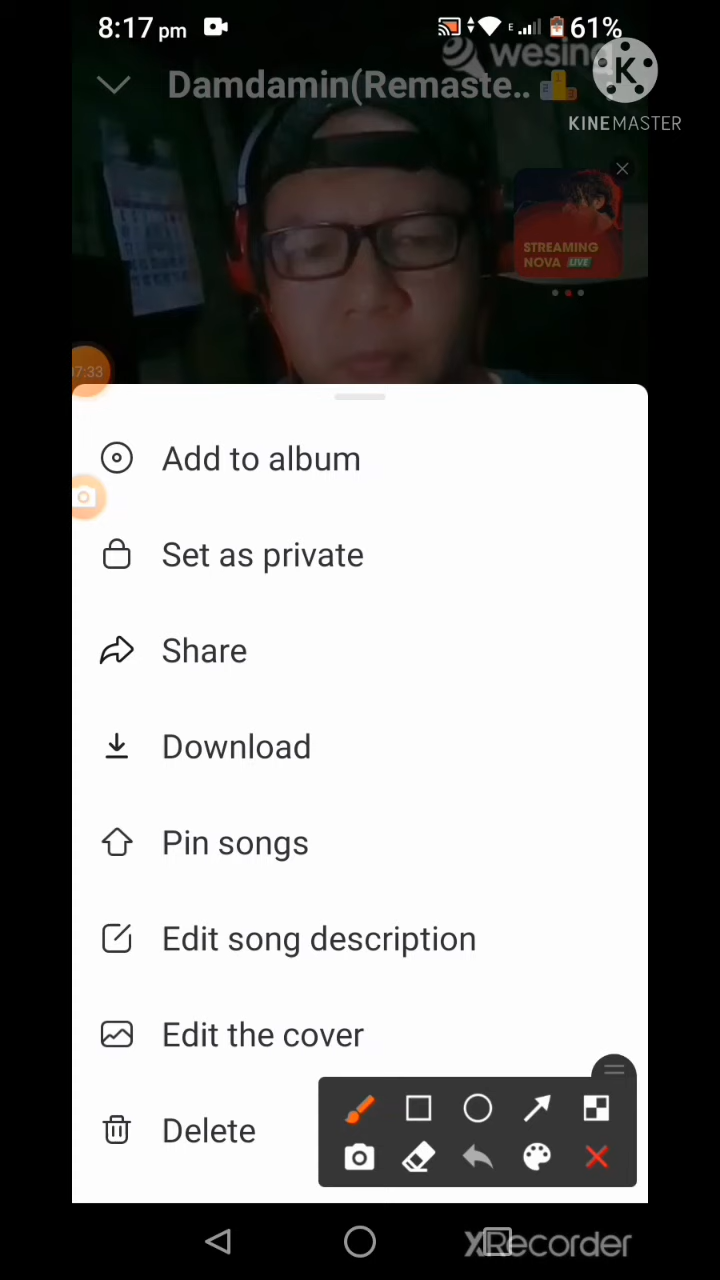 8:17 pm
E
61%
wesing
Damdamin(Remaste..
K
KINEMASTER
STREAMING
NOVA LIVE
07:33
Add to album
Set as private
Share
Download
Pin songs
Edit song description
Edit the cover
Delete
XRecorder